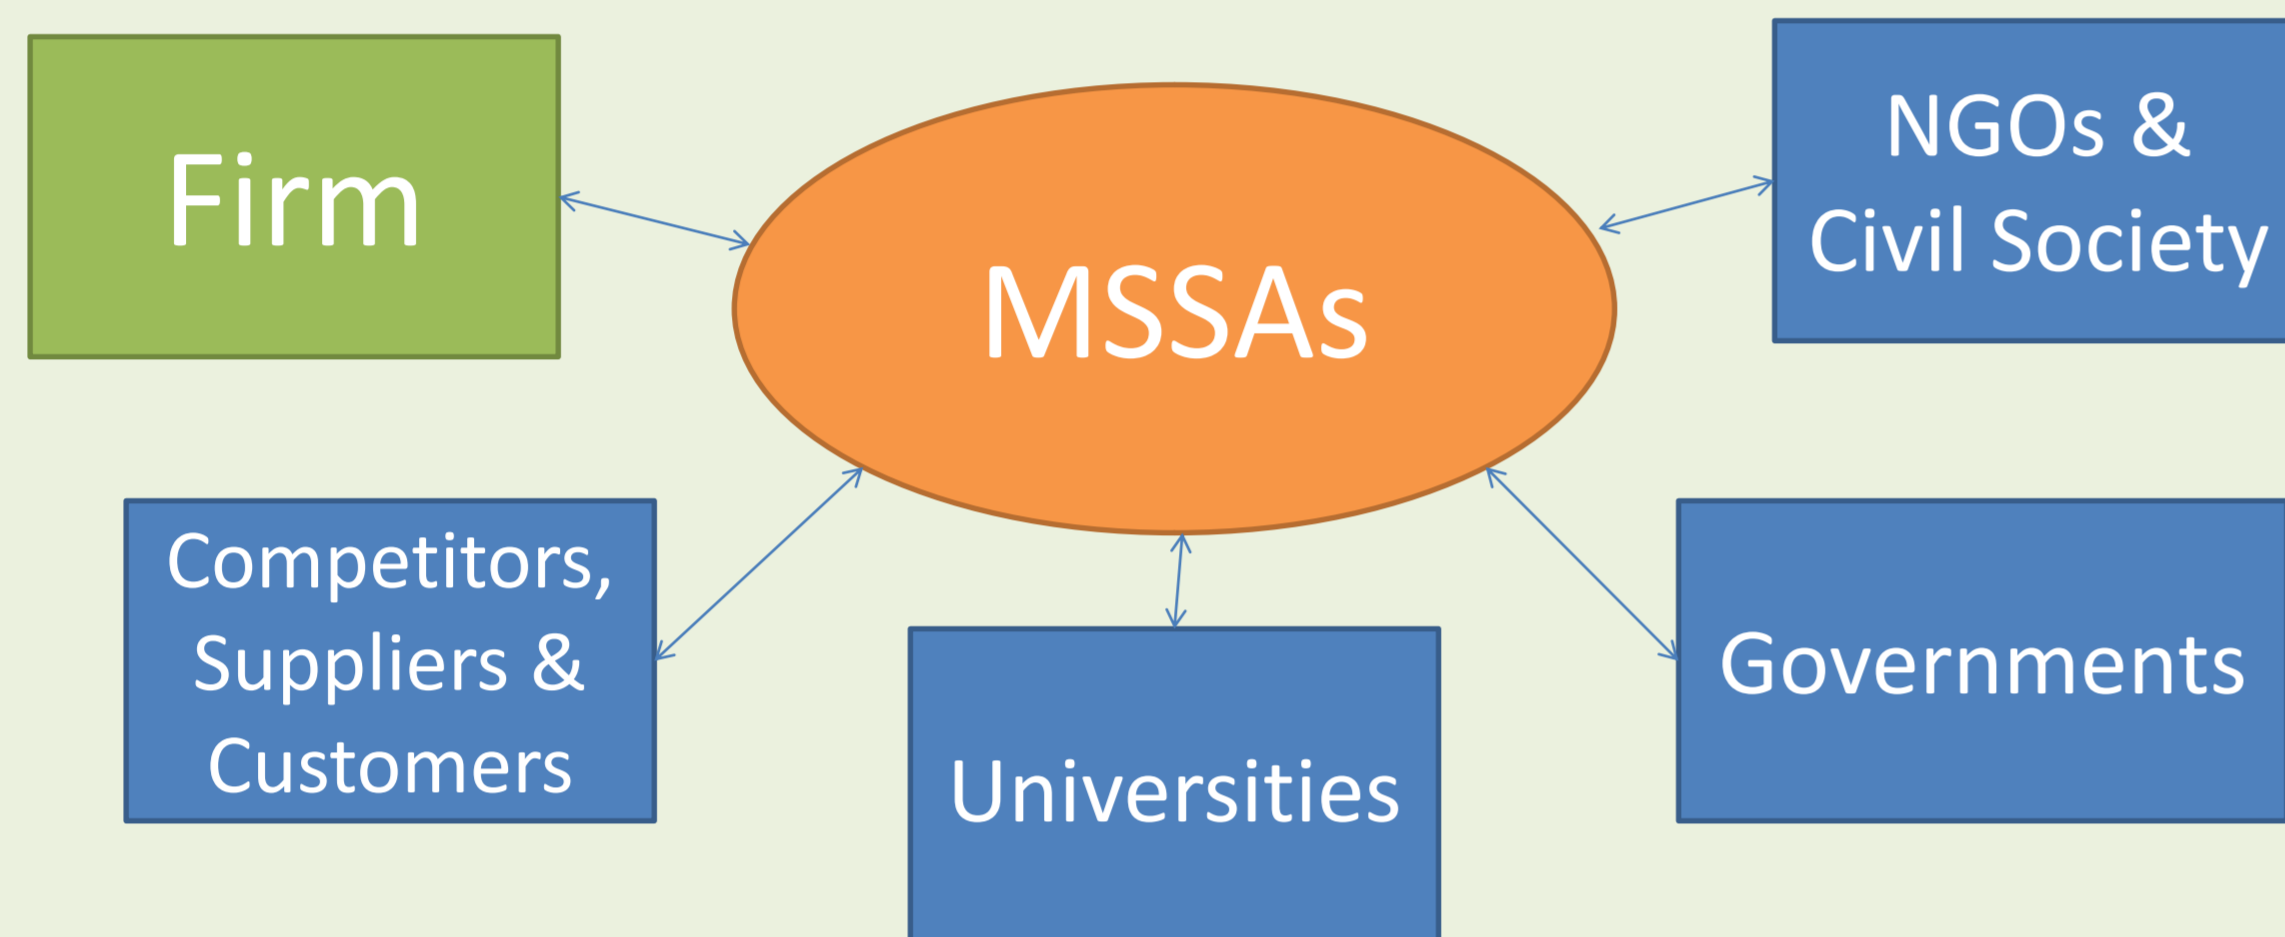 Firm
MSSAs
NGOs &
Civil Society
Competitors,
Suppliers &
Customers
Universities
Governments